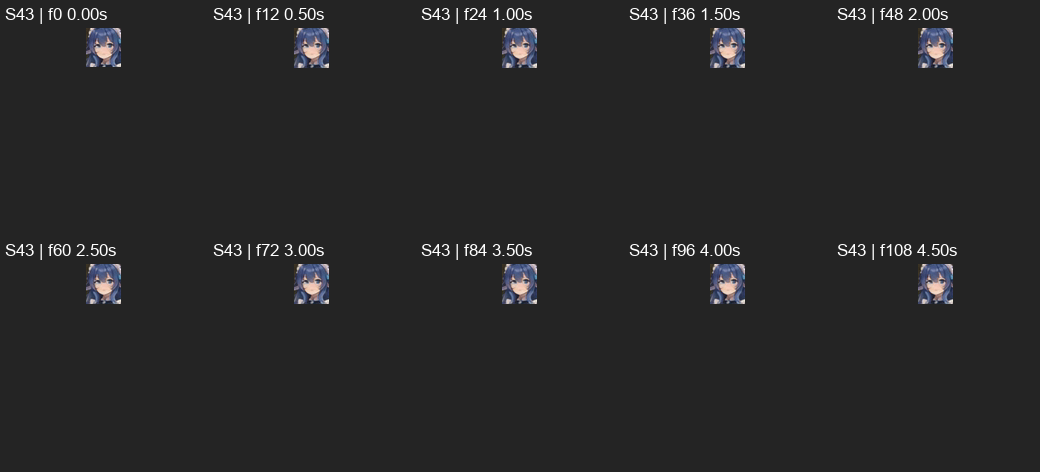 S43 | f0 0.00s
S43 | f12 0.50s
S43 | f24 1.00s
S43 | f36 1.50s
S43 | f48 2.00s
S43 | f60 2.50s
S43 | f72 3.00s
S43 | f84 3.50s
S43 | f96 4.00s
S43 | f108 4.50s